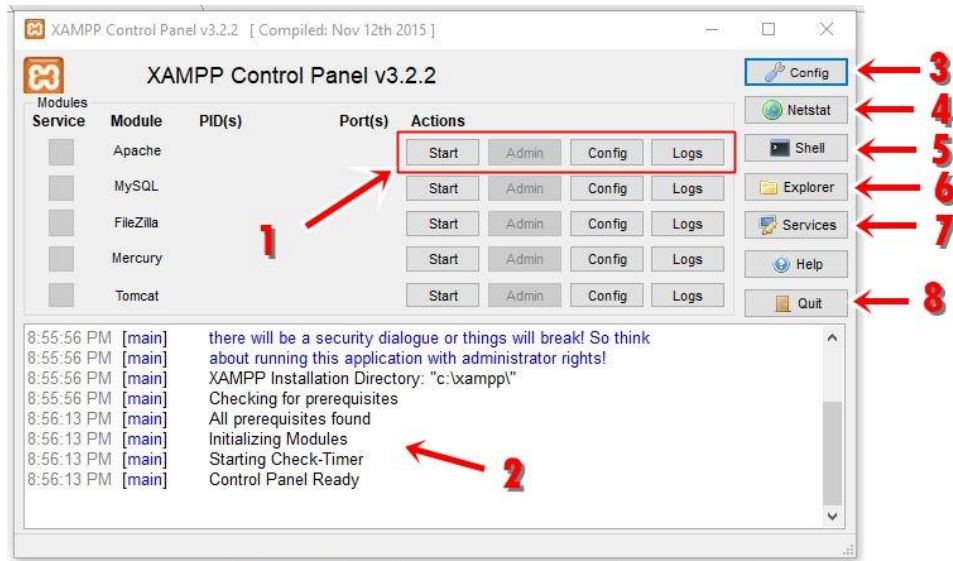 XAMPP Control Panel v3.2.2 [ Compiled: Nov 12th 2015 ]
XAMPP Control Panel v3.2.2
Config
3
Modules
Service Module PID(s) Port(s) Actions
Netstat
4
Apache Start Admin Config Logs
Shell
5
MySQL Start Admin Config Logs
Explorer
6
FileZilla Start Admin Config Logs
Services
7
1
Mercury Start Admin Config Logs
Help
Tomcat Start Admin Config Logs
Quit
8
8:55:56 PM [main] there will be a security dialogue or things will break! So think
8:55:56 PM [main] about running this application with administrator rights!
8:55:56 PM [main] XAMPP Installation Directory: "c:\xampp\"
8:55:56 PM [main] Checking for prerequisites
8:56:13 PM [main] All prerequisites found
8:56:13 PM [main] Initializing Modules
8:56:13 PM [main] Starting Check-Timer
8:56:13 PM [main] Control Panel Ready
2